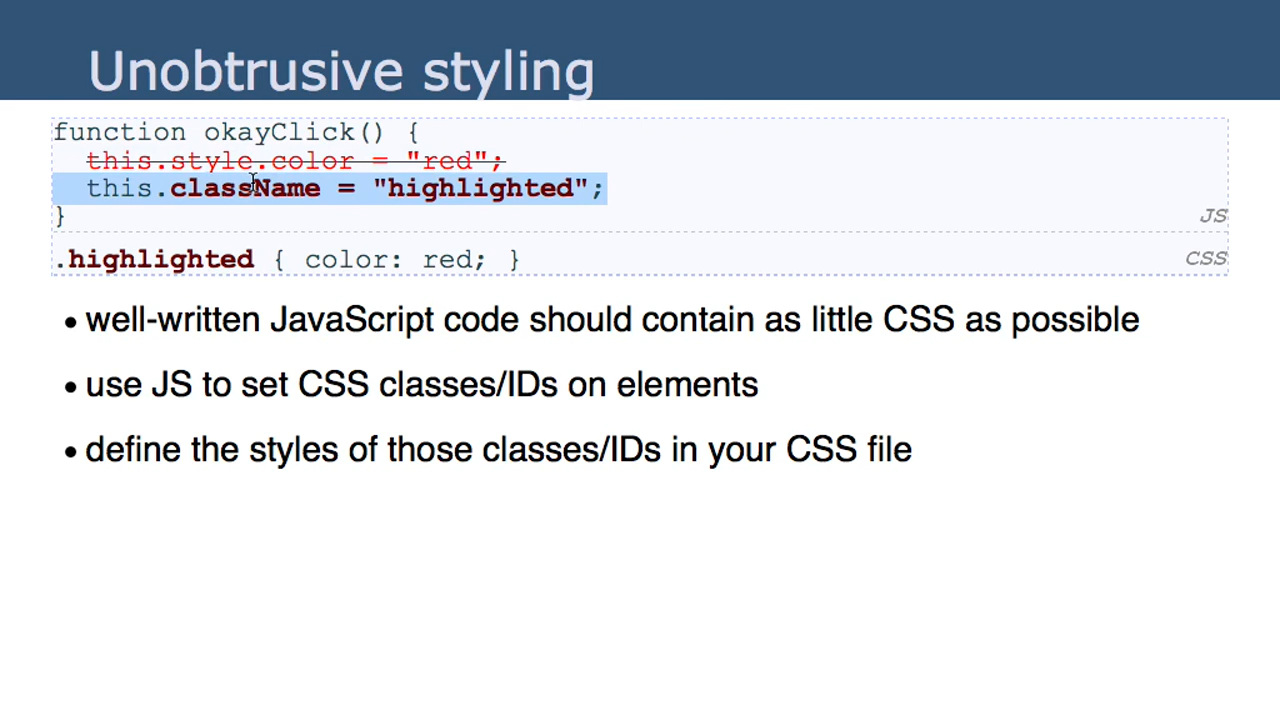 Unobtrusive styling
function okayClick() {
this.style.color = "red";
this.className = "highlighted";
}
JS
.highlighted { color: red; }
CSS
• well-written JavaScript code should contain as little CSS as possible
• use JS to set CSS classes/IDs on elements
• define the styles of those classes/IDs in your CSS file